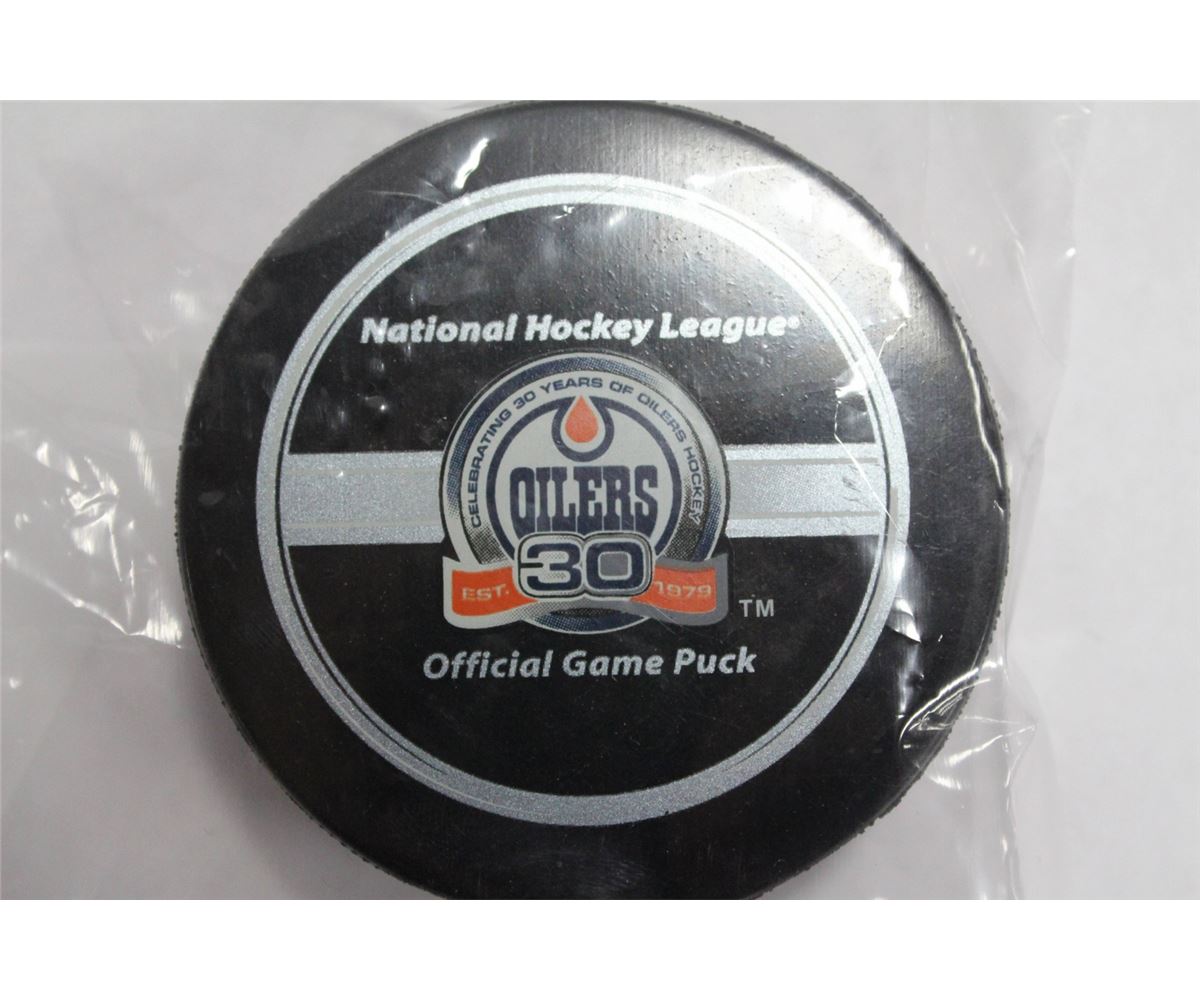 National Hockey League®
CELEBRATING 30 YEARS OF OILERS HOCKEY
OILERS
30
EST. 1979
TM
Official Game Puck